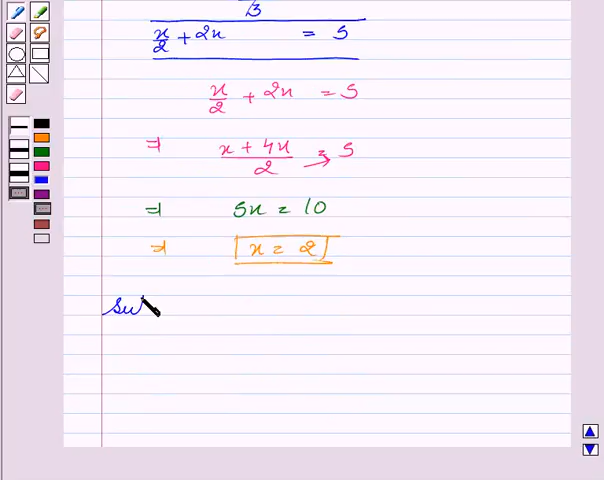 3
x/2 + 2x = 5
x/2 + 2x = 5
⇒ (x + 4x)/2 = 5
⇒ 5x = 10
⇒ x = 2
Su